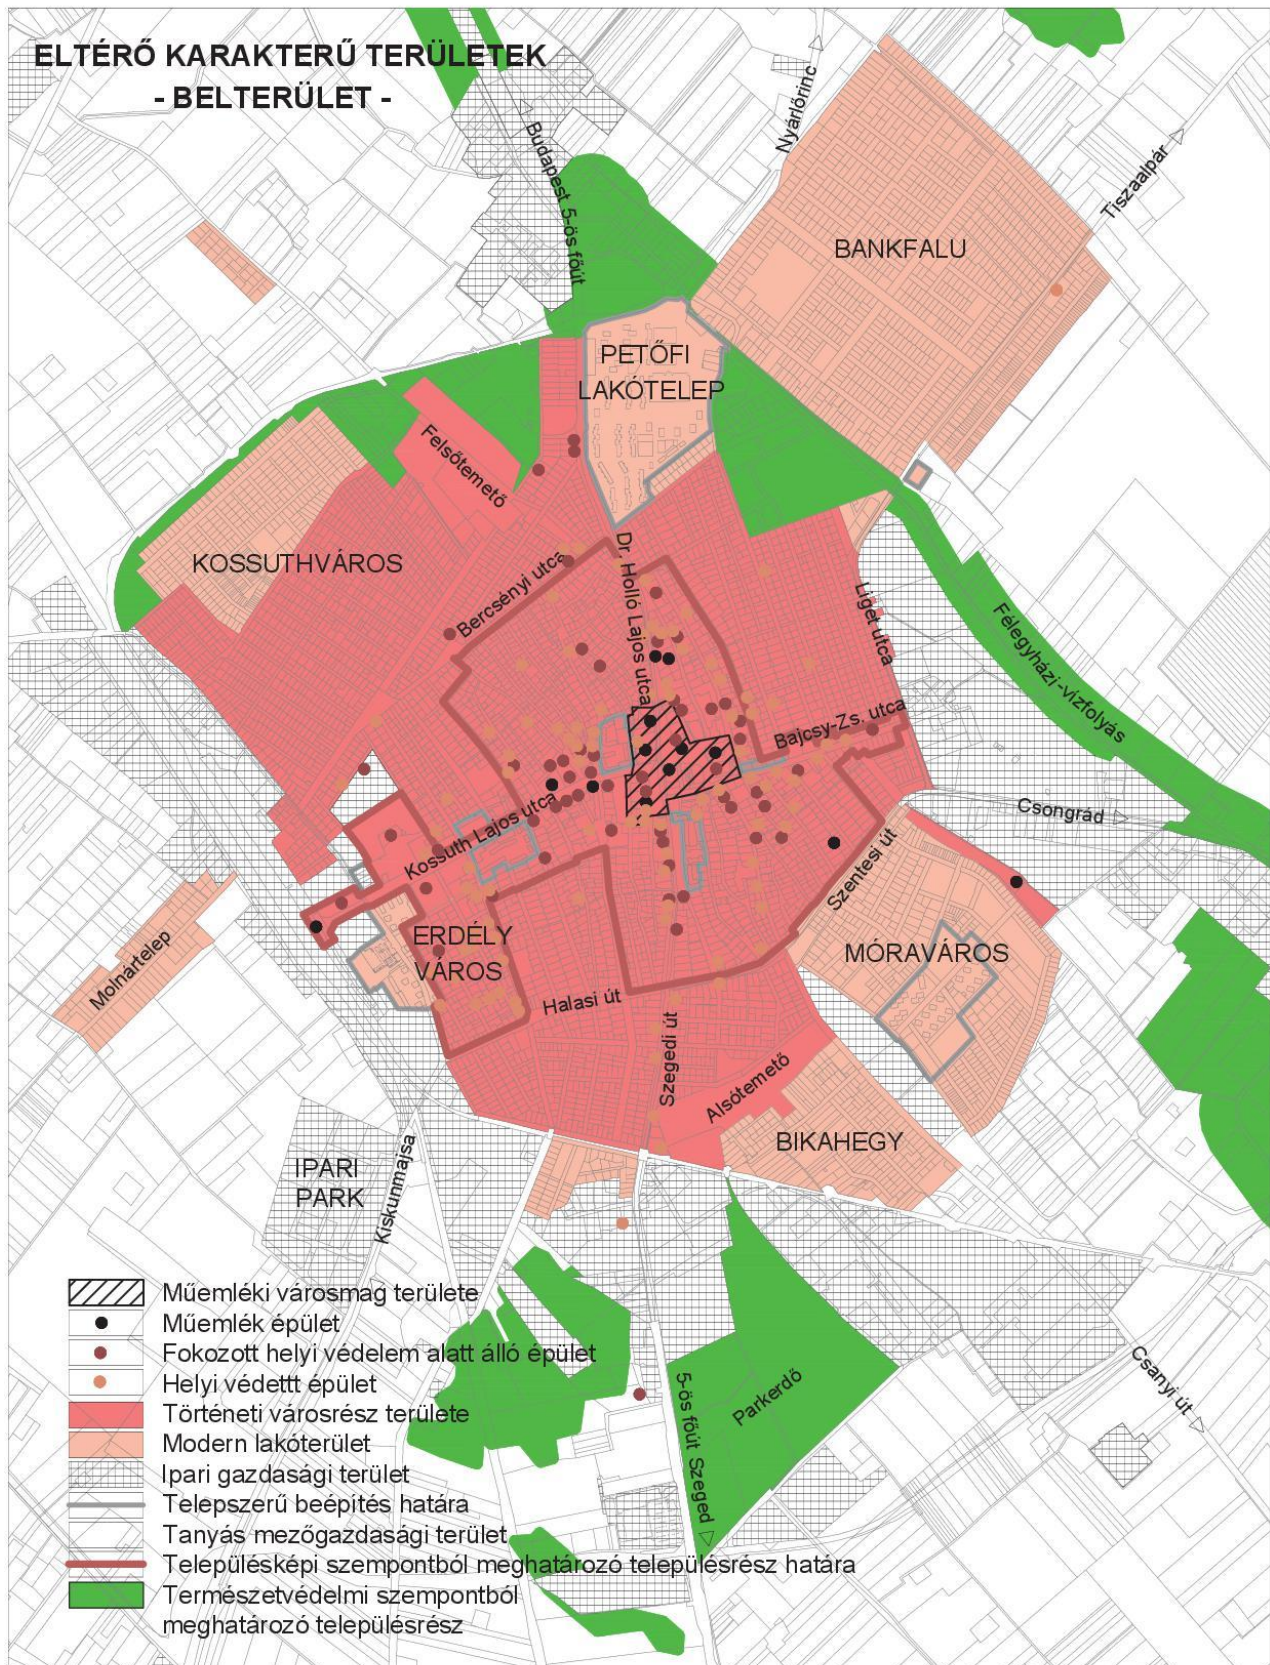 ELTÉRŐ KARAKTERŰ TERÜLETEK
- BELTERÜLET -
Budapest 5-ös főút
Nyárlőrinc
Tiszaalpár
BANKFALU
PETŐFI
LAKÓTELEP
Felsőtemető
KOSSUTHVÁROS
Bercsényi utca
Dr. Holló Lajos utca
Liget utca
Félegyházi-vízfolyás
Bajcsy-Zs. utca
Csongrád
Kossuth Lajos utca
Szentesi út
ERDÉLY
VÁROS
MÓRAVÁROS
Molnártelep
Halasi út
Szegedi út
Alsótemető
BIKAHEGY
IPARI
PARK
Kiskunmajsa
Parkerdő
5-ös főút Szeged
Csanyi út
Műemléki városmag területe
Műemlék épület
Fokozott helyi védelem alatt álló épület
Helyi védettt épület
Történeti városrész területe
Modern lakóterület
Ipari gazdasági terület
Telepszerű beépítés határa
Tanyás mezőgazdasági terület
Településképi szempontból meghatározó településrész határa
Természetvédelmi szempontból
meghatározó településrész